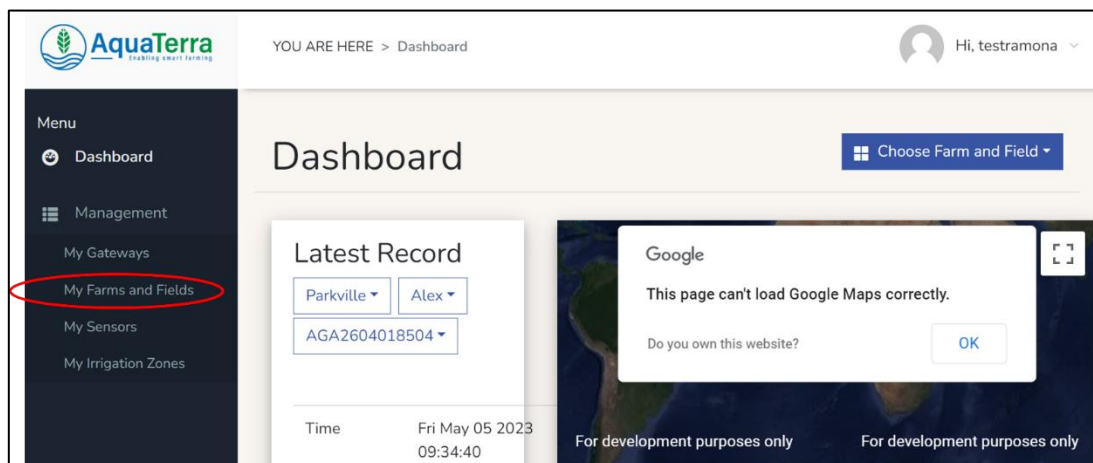 AquaTerra
Enabling smart farming
YOU ARE HERE > Dashboard
Hi, testramona
Menu
Dashboard
Management
My Gateways
My Farms and Fields
My Sensors
My Irrigation Zones
Dashboard
Choose Farm and Field
Latest Record
Parkville
Alex
AGA2604018504
Time
Fri May 05 2023
09:34:40
Google
This page can't load Google Maps correctly.
Do you own this website?
OK
For development purposes only
For development purposes only